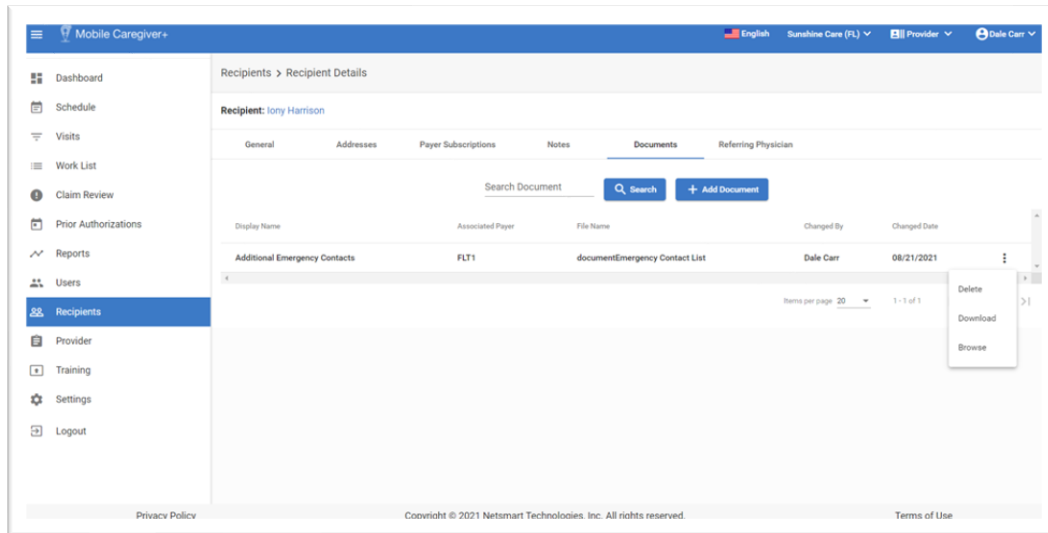 Mobile Caregiver+
English Sunshine Care (FL) Provider Dale Carr
Dashboard
Schedule
Visits
Work List
Claim Review
Prior Authorizations
Reports
Users
Recipients
Provider
Training
Settings
Logout
Recipients > Recipient Details
Recipient: Iony Harrison
General Addresses Payer Subscriptions Notes Documents Referring Physician
Search Document Search + Add Document
Display Name Associated Payer File Name Changed By Changed Date
Additional Emergency Contacts FLT1 documentEmergency Contact List Dale Carr 08/21/2021
Items per page 20 1 - 1 of 1
Delete
Download
Browse
Privacy Policy Copyright © 2021 Netsmart Technologies, Inc. All rights reserved. Terms of Use